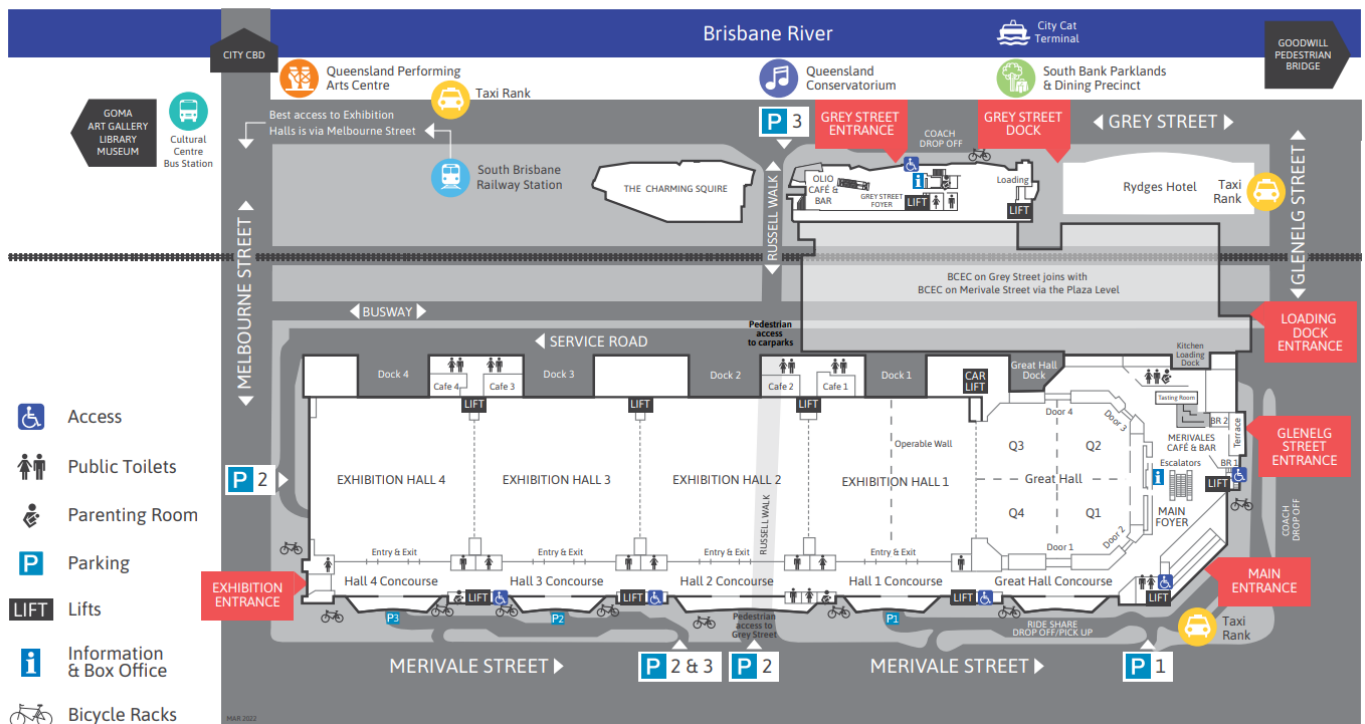 Brisbane River
City Cat
Terminal
CITY CBD
GOODWILL
PEDESTRIAN
BRIDGE
Queensland Performing
Arts Centre
Taxi Rank
Queensland
Conservatorium
South Bank Parklands
& Dining Precinct
GOMA
ART GALLERY
LIBRARY
MUSEUM
Cultural
Centre
Bus Station
Best access to Exhibition
Halls is via Melbourne Street
P 3
GREY STREET
ENTRANCE
COACH
DROP OFF
GREY STREET
DOCK
GREY STREET
South Brisbane
Railway Station
THE CHARMING SQUIRE
RUSSELL WALK
OLIO
CAFÉ &
BAR
GREY STREET
FOYER
LIFT
Loading
LIFT
Rydges Hotel
Taxi
Rank
GLENELG STREET
MELBOURNE STREET
BCEC on Grey Street joins with
BCEC on Merivale Street via the Plaza Level
BUSWAY
SERVICE ROAD
Pedestrian
access
to carparks
LOADING
DOCK
ENTRANCE
Dock 4
Cafe 4
Cafe 3
Dock 3
Dock 2
Cafe 2
Cafe 1
Dock 1
CAR
LIFT
Great Hall
Dock
Kitchen
Loading
Dock
LIFT
LIFT
LIFT
Tasting Room
Door 4
Door 3
BR 2
Terrace
MERIVALES
CAFÉ & BAR
GLENELG
STREET
ENTRANCE
Operable Wall
Q3
Q2
Escalators
BR 1
LIFT
P 2
EXHIBITION HALL 4
EXHIBITION HALL 3
EXHIBITION HALL 2
EXHIBITION HALL 1
Great Hall
Q4
Q1
MAIN
FOYER
RUSSELL WALK
COACH
DROP OFF
Door 1
Door 2
Entry & Exit
Entry & Exit
Entry & Exit
Entry & Exit
EXHIBITION
ENTRANCE
Hall 4 Concourse
Hall 3 Concourse
Hall 2 Concourse
Hall 1 Concourse
Great Hall Concourse
MAIN
ENTRANCE
LIFT
LIFT
LIFT
LIFT
P3
P2
P1
Pedestrian
access to
Grey Street
RIDE SHARE
DROP OFF/PICK UP
Taxi
Rank
MERIVALE STREET
P 2 & 3
P 2
MERIVALE STREET
P 1
Access
Public Toilets
Parenting Room
P Parking
LIFT Lifts
i Information
& Box Office
Bicycle Racks
MAR 2022